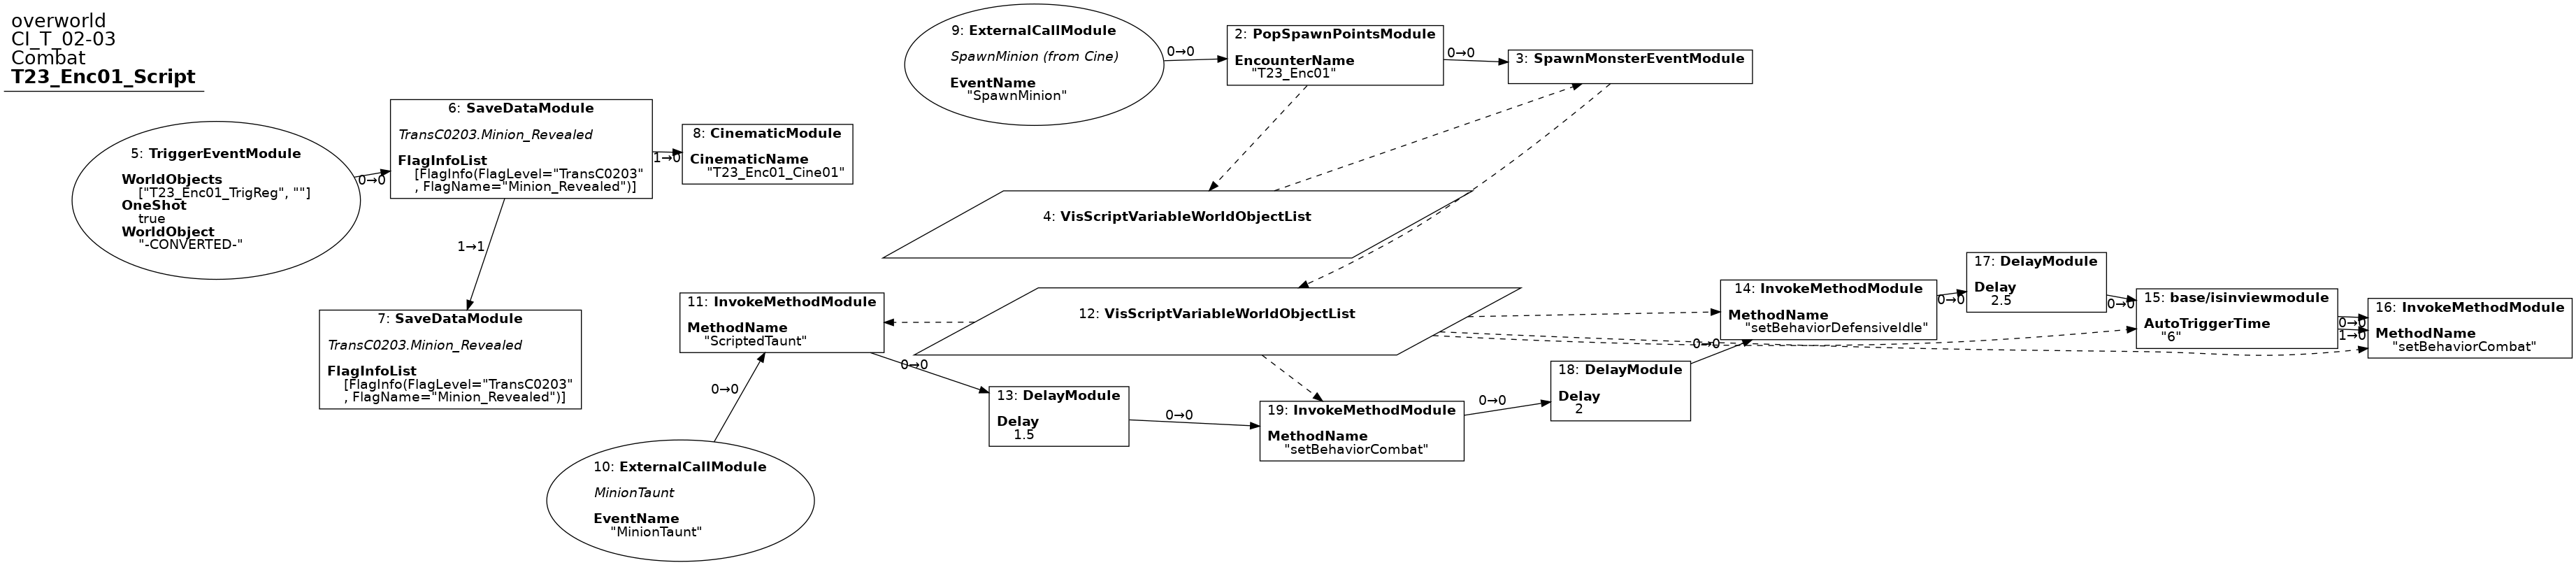 overworld
CI_T_02-03
Combat
T23_Enc01_Script
5: TriggerEventModule
WorldObjects
["T23_Enc01_TrigReg", ""]
OneShot
true
WorldObject
"-CONVERTED-"
0→0
6: SaveDataModule
TransC0203.Minion_Revealed
FlagInfoList
[FlagInfo(FlagLevel="TransC0203"
, FlagName="Minion_Revealed")]
1→0
8: CinematicModule
CinematicName
"T23_Enc01_Cine01"
1→1
7: SaveDataModule
TransC0203.Minion_Revealed
FlagInfoList
[FlagInfo(FlagLevel="TransC0203"
, FlagName="Minion_Revealed")]
9: ExternalCallModule
SpawnMinion (from Cine)
EventName
"SpawnMinion"
0→0
2: PopSpawnPointsModule
EncounterName
"T23_Enc01"
0→0
3: SpawnMonsterEventModule
4: VisScriptVariableWorldObjectList
12: VisScriptVariableWorldObjectList
10: ExternalCallModule
MinionTaunt
EventName
"MinionTaunt"
0→0
11: InvokeMethodModule
MethodName
"ScriptedTaunt"
0→0
13: DelayModule
Delay
1.5
0→0
19: InvokeMethodModule
MethodName
"setBehaviorCombat"
0→0
18: DelayModule
Delay
2
0→0
14: InvokeMethodModule
MethodName
"setBehaviorDefensiveIdle"
0→0
17: DelayModule
Delay
2.5
0→0
15: base/isinviewmodule
AutoTriggerTime
"6"
0→0
1→0
16: InvokeMethodModule
MethodName
"setBehaviorCombat"